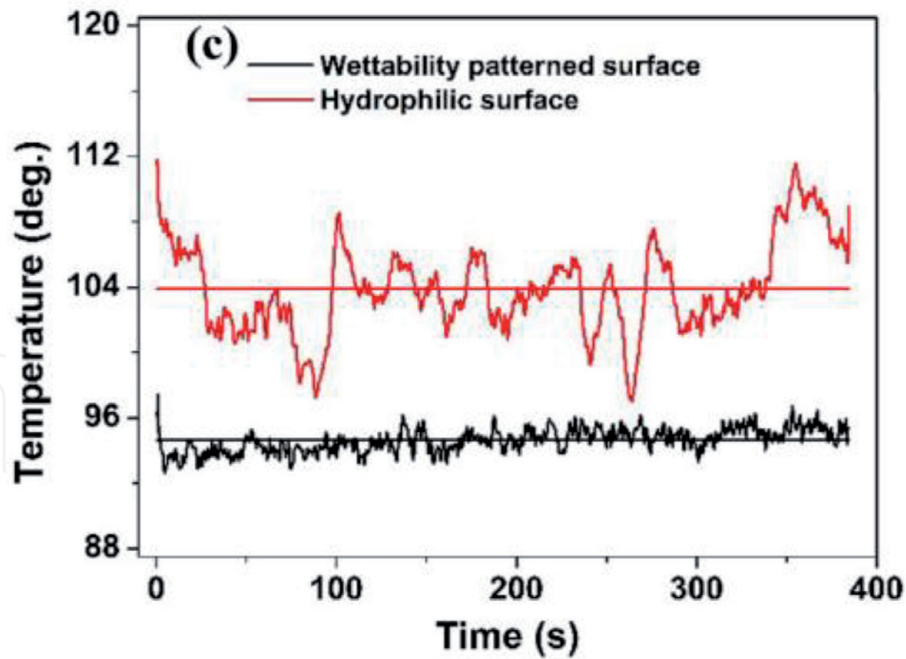 120
(c)
Wettability patterned surface
Hydrophilic surface
112
104
96
88
Temperature (deg.)
0 100 200 300 400
Time (s)